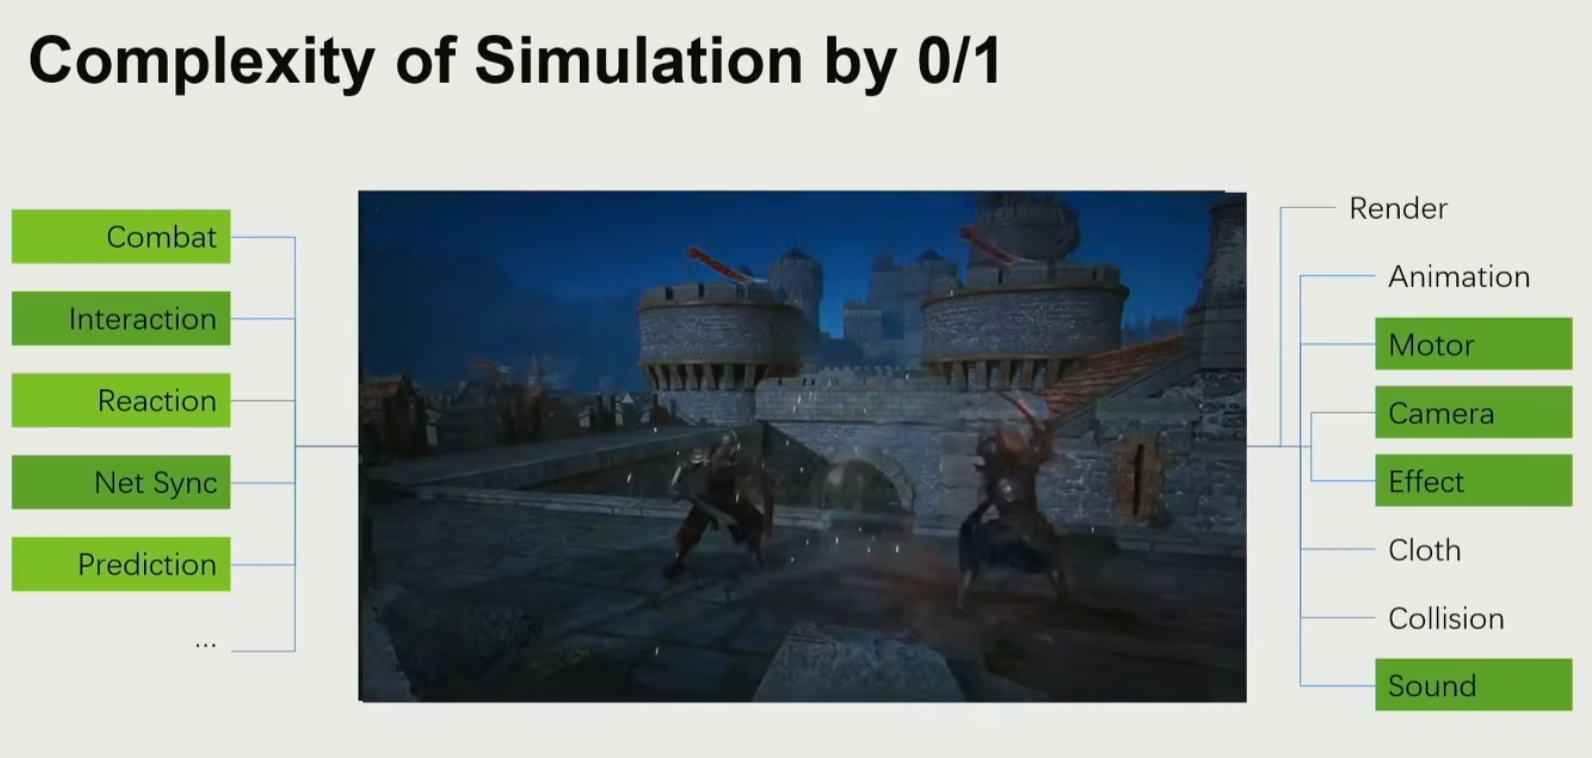 Complexity of Simulation by 0/1
Combat
Interaction
Reaction
Net Sync
Prediction
...
Render
Animation
Motor
Camera
Effect
Cloth
Collision
Sound